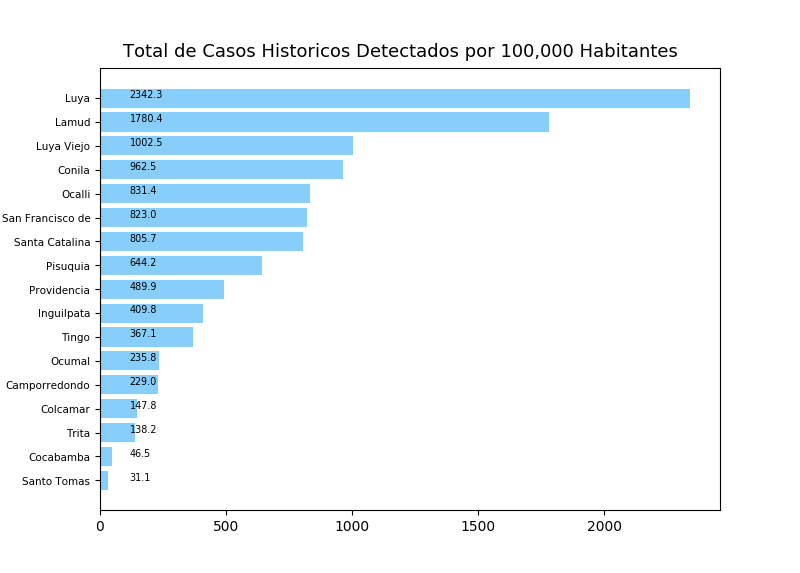 Total de Casos Historicos Detectados por 100,000 Habitantes
Luya 2342.3
Lamud 1780.4
Luya Viejo 1002.5
Conila 962.5
Ocalli 831.4
San Francisco de 823.0
Santa Catalina 805.7
Pisuquia 644.2
Providencia 489.9
Inguilpata 409.8
Tingo 367.1
Ocumal 235.8
Camporredondo 229.0
Colcamar 147.8
Trita 138.2
Cocabamba 46.5
Santo Tomas 31.1
0 500 1000 1500 2000